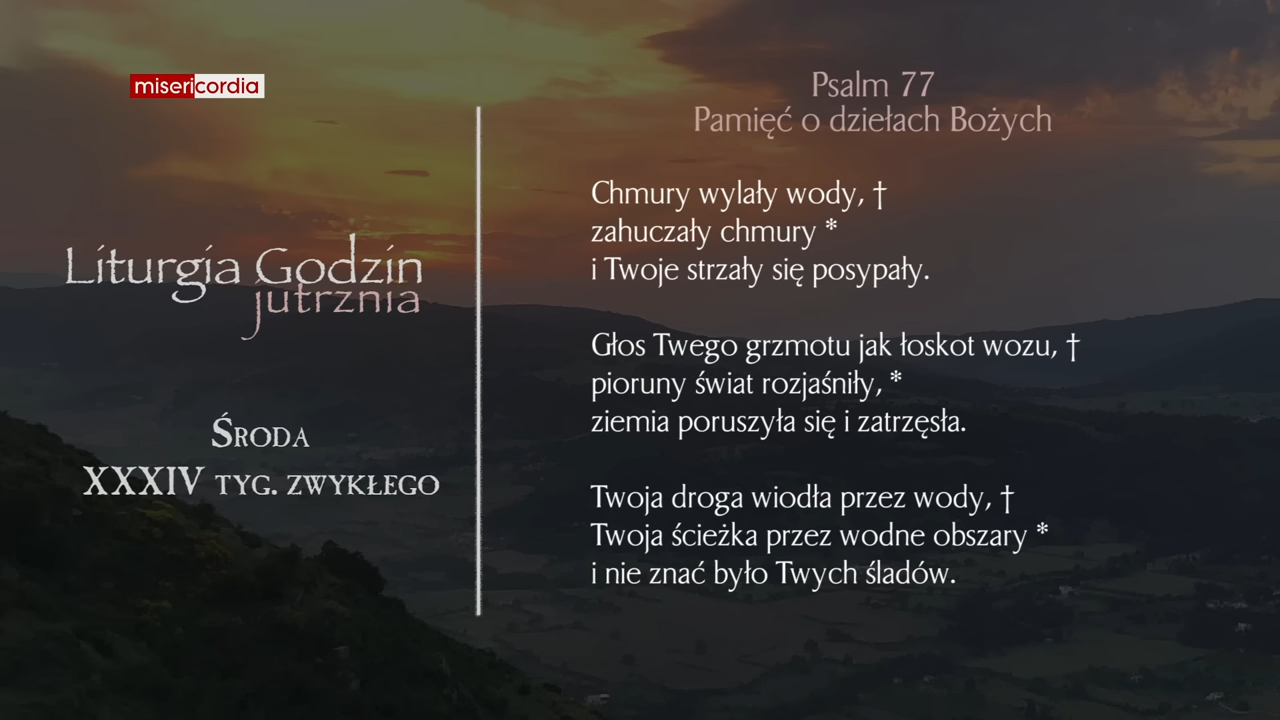 misericordia
Liturgia Godzin
jutrznia
Środa
XXXIV tyg. zwykłego
Psalm 77
Pamięć o dziełach Bożych
Chmury wylały wody, †
zahuczały chmury *
i Twoje strzały się posypały.
Głos Twego grzmotu jak łoskot wozu, †
pioruny świat rozjaśniły, *
ziemia poruszyła się i zatrzęsła.
Twoja droga wiodła przez wody, †
Twoja ścieżka przez wodne obszary *
i nie znać było Twych śladów.